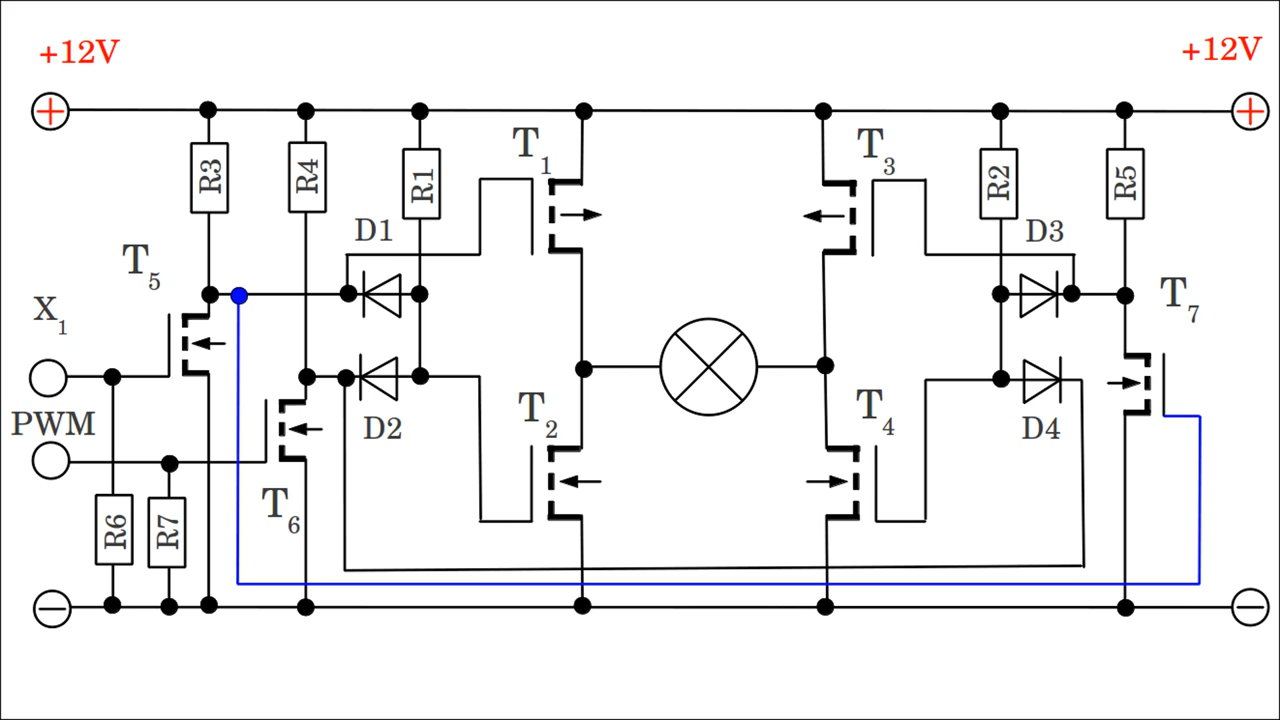 +12V
+12V
R3
R4
R1
T1
T3
R2
R5
D1
D3
T5
T7
X1
PWM
D2
T2
T4
D4
R6
R7
T6